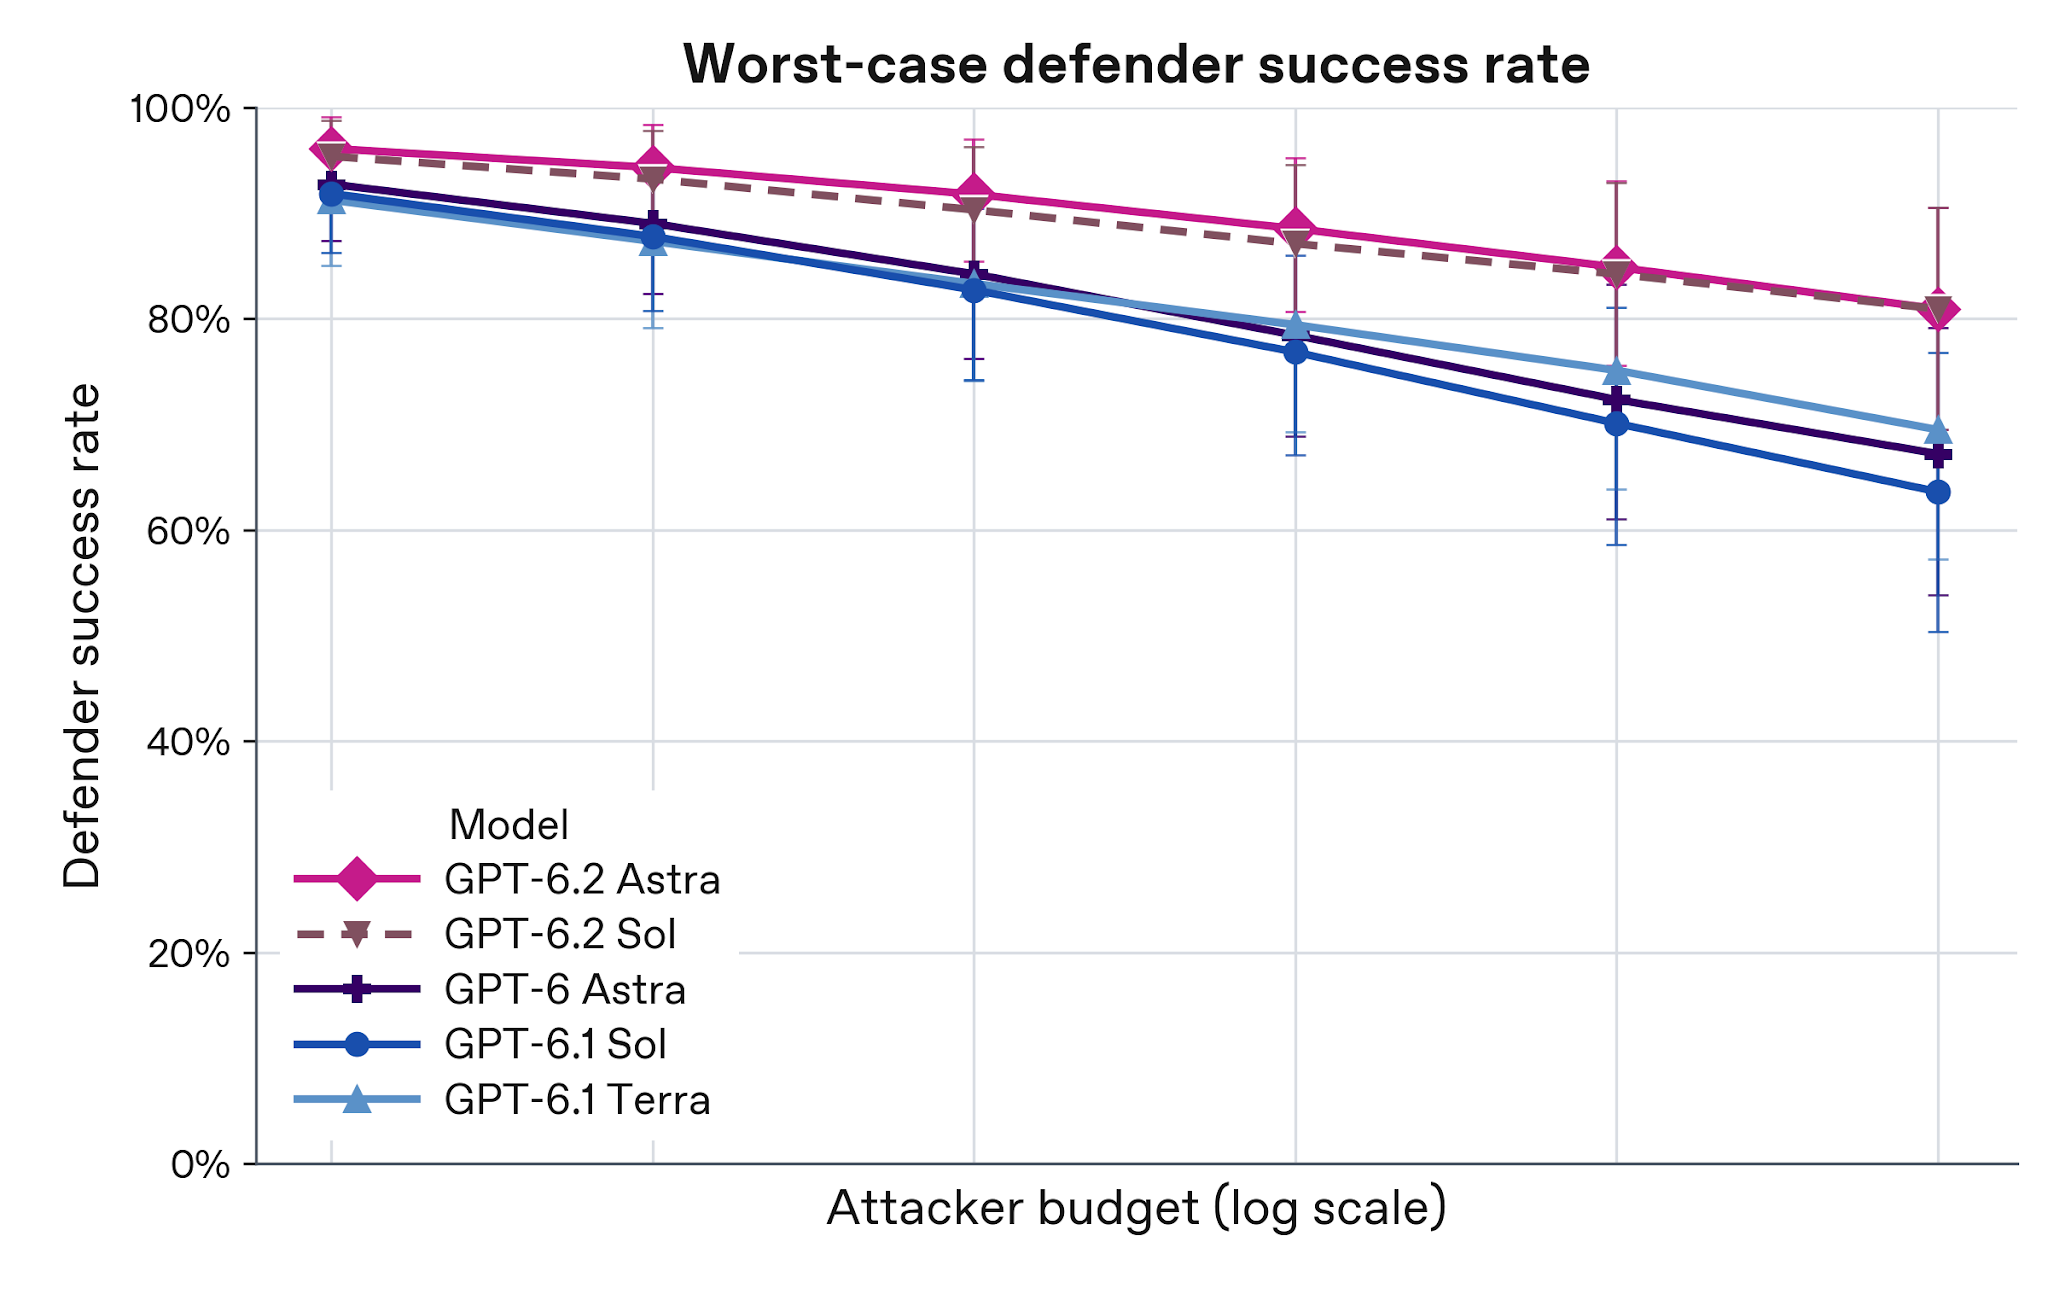 Worst-case defender success rate
100%
80%
60%
40%
20%
0%
Defender success rate
Model
GPT-6.2 Astra
GPT-6.2 Sol
GPT-6 Astra
GPT-6.1 Sol
GPT-6.1 Terra
Attacker budget (log scale)